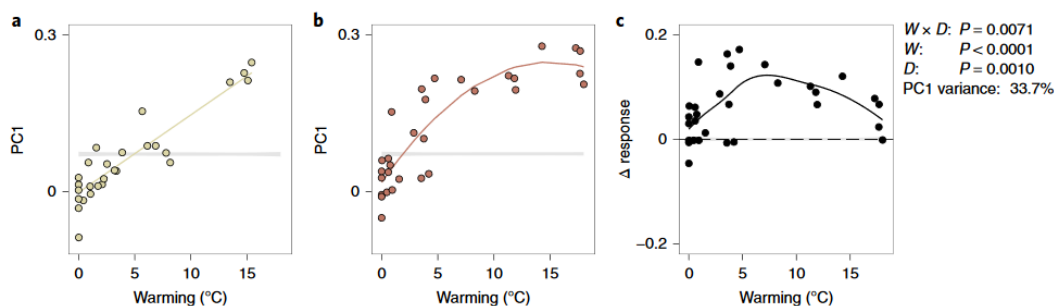 a
0.3
0
PC1
0
5
10
15
Warming (°C)
b
0.3
0
PC1
0
5
10
15
Warming (°C)
c
0.2
0
−0.2
Δ response
0
5
10
15
Warming (°C)
W × D: P = 0.0071
W: P < 0.0001
D: P = 0.0010
PC1 variance: 33.7%